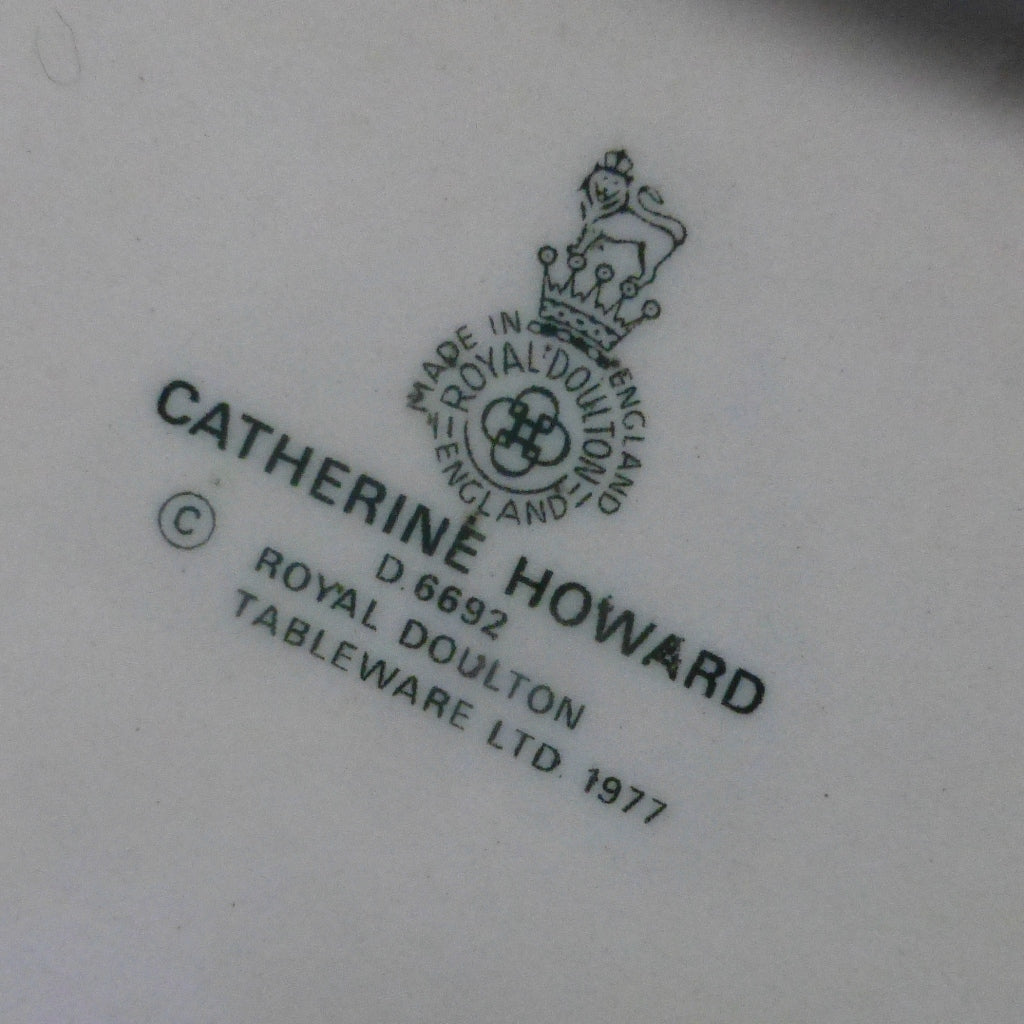 MADE IN ENGLAND
ROYAL DOULTON
ENGLAND
CATHERINE HOWARD
D.6692
© ROYAL DOULTON
TABLEWARE LTD. 1977